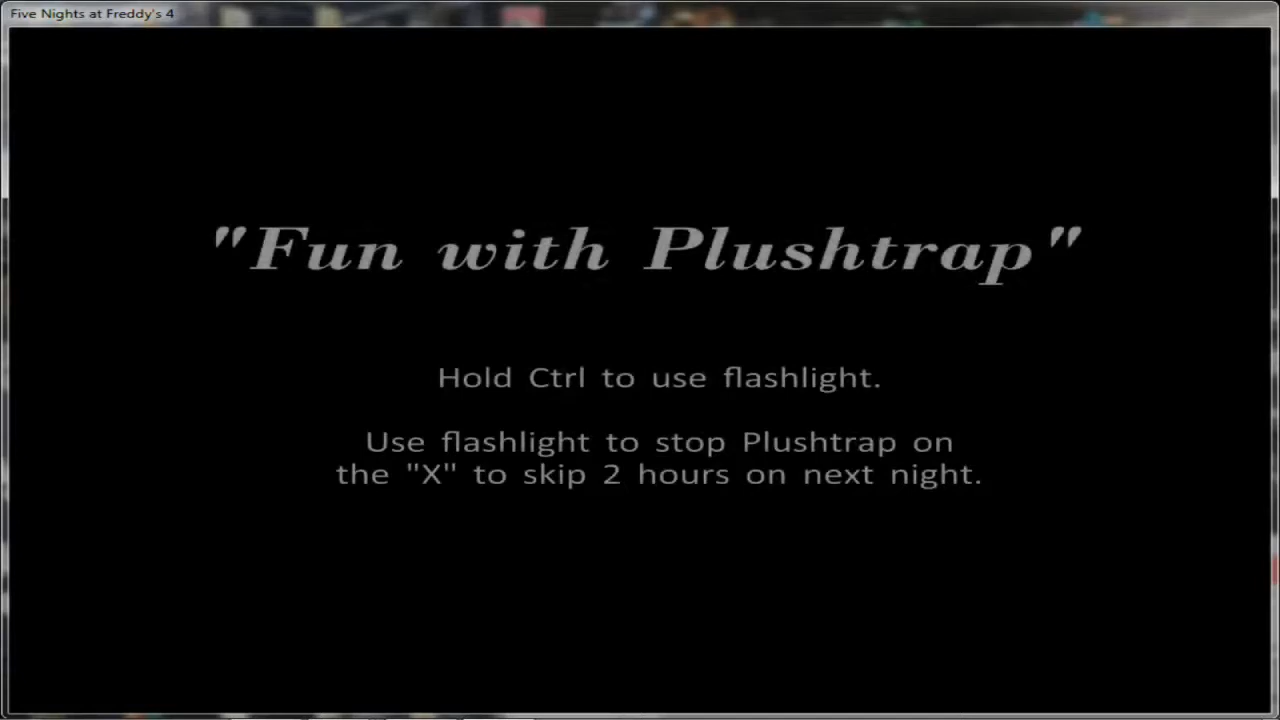 Five Nights at Freddy's 4
"Fun with Plushtrap"
Hold Ctrl to use flashlight.
Use flashlight to stop Plushtrap on
the "X" to skip 2 hours on next night.